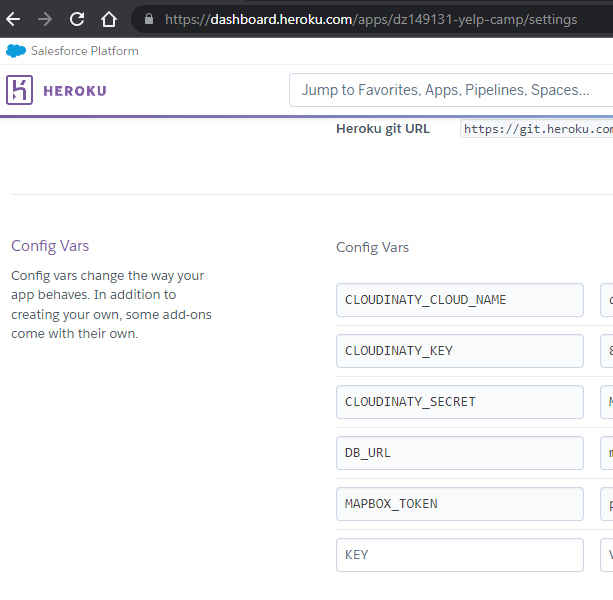 https://dashboard.heroku.com/apps/dz149131-yelp-camp/settings
Salesforce Platform
HEROKU
Jump to Favorites, Apps, Pipelines, Spaces...
Heroku git URL
https://git.heroku.com
Config Vars
Config vars change the way your
app behaves. In addition to
creating your own, some add-ons
come with their own.
Config Vars
CLOUDINATY_CLOUD_NAME
CLOUDINATY_KEY
CLOUDINATY_SECRET
DB_URL
MAPBOX_TOKEN
KEY